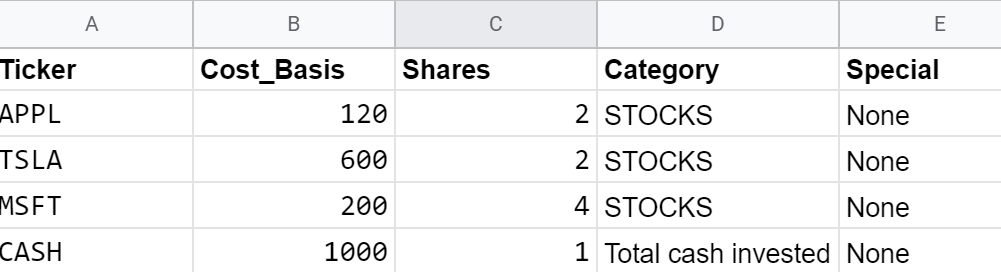 A B C D E
Ticker Cost_Basis Shares Category Special
APPL 120 2 STOCKS None
TSLA 600 2 STOCKS None
MSFT 200 4 STOCKS None
CASH 1000 1 Total cash invested None